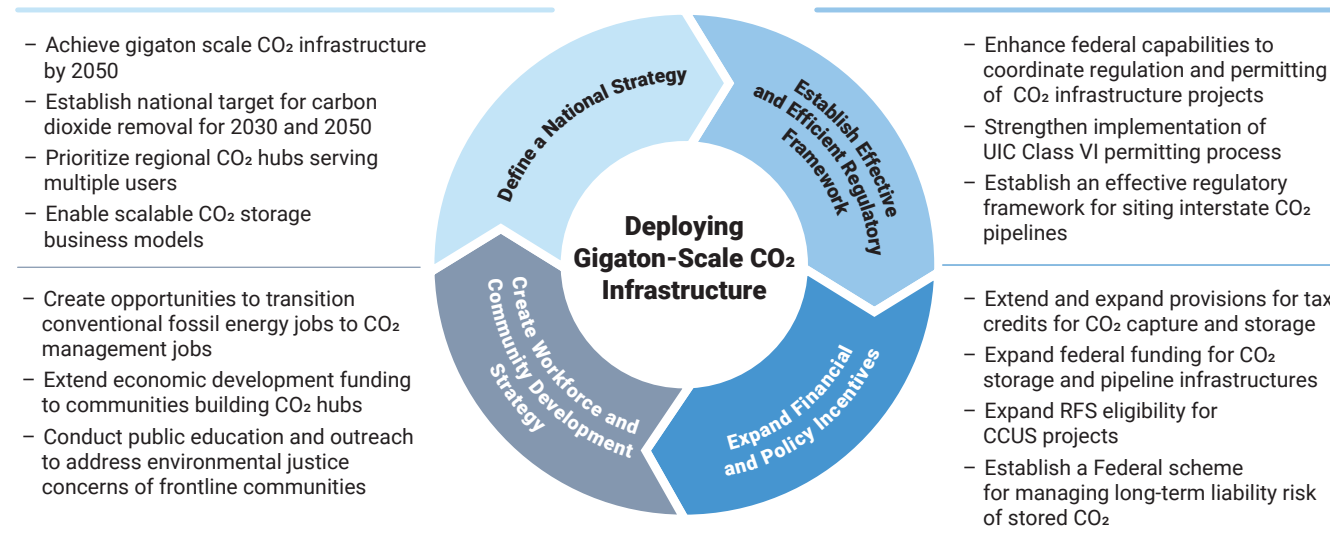 – Achieve gigaton scale CO₂ infrastructure
by 2050
– Establish national target for carbon
dioxide removal for 2030 and 2050
– Prioritize regional CO₂ hubs serving
multiple users
– Enable scalable CO₂ storage
business models
Define a National Strategy
Establish Effective
and Efficient Regulatory
Framework
– Enhance federal capabilities to
coordinate regulation and permitting
of CO₂ infrastructure projects
– Strengthen implementation of
UIC Class VI permitting process
– Establish an effective regulatory
framework for siting interstate CO₂
pipelines
Deploying
Gigaton-Scale CO₂
Infrastructure
– Create opportunities to transition
conventional fossil energy jobs to CO₂
management jobs
– Extend economic development funding
to communities building CO₂ hubs
– Conduct public education and outreach
to address environmental justice
concerns of frontline communities
Create Workforce and
Community Development
Strategy
Expand Financial
and Policy Incentives
– Extend and expand provisions for tax
credits for CO₂ capture and storage
– Expand federal funding for CO₂
storage and pipeline infrastructures
– Expand RFS eligibility for
CCUS projects
– Establish a Federal scheme
for managing long-term liability risk
of stored CO₂